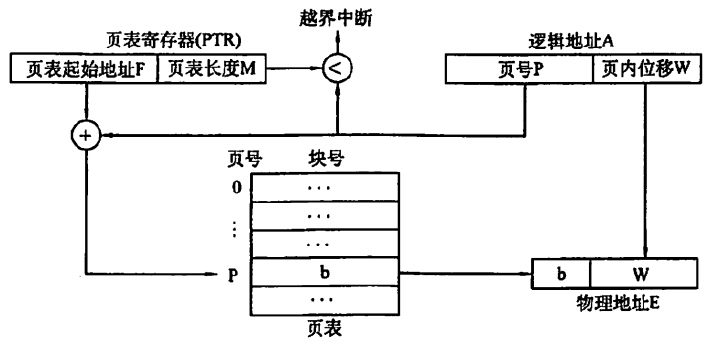 越界中断
页表寄存器(PTR)
逻辑地址A
页表起始地址F 页表长度M
<
页号P 页内位移W
+
页号 块号
0 ...
⋮ ...
...
P b
...
b W
物理地址E
页表